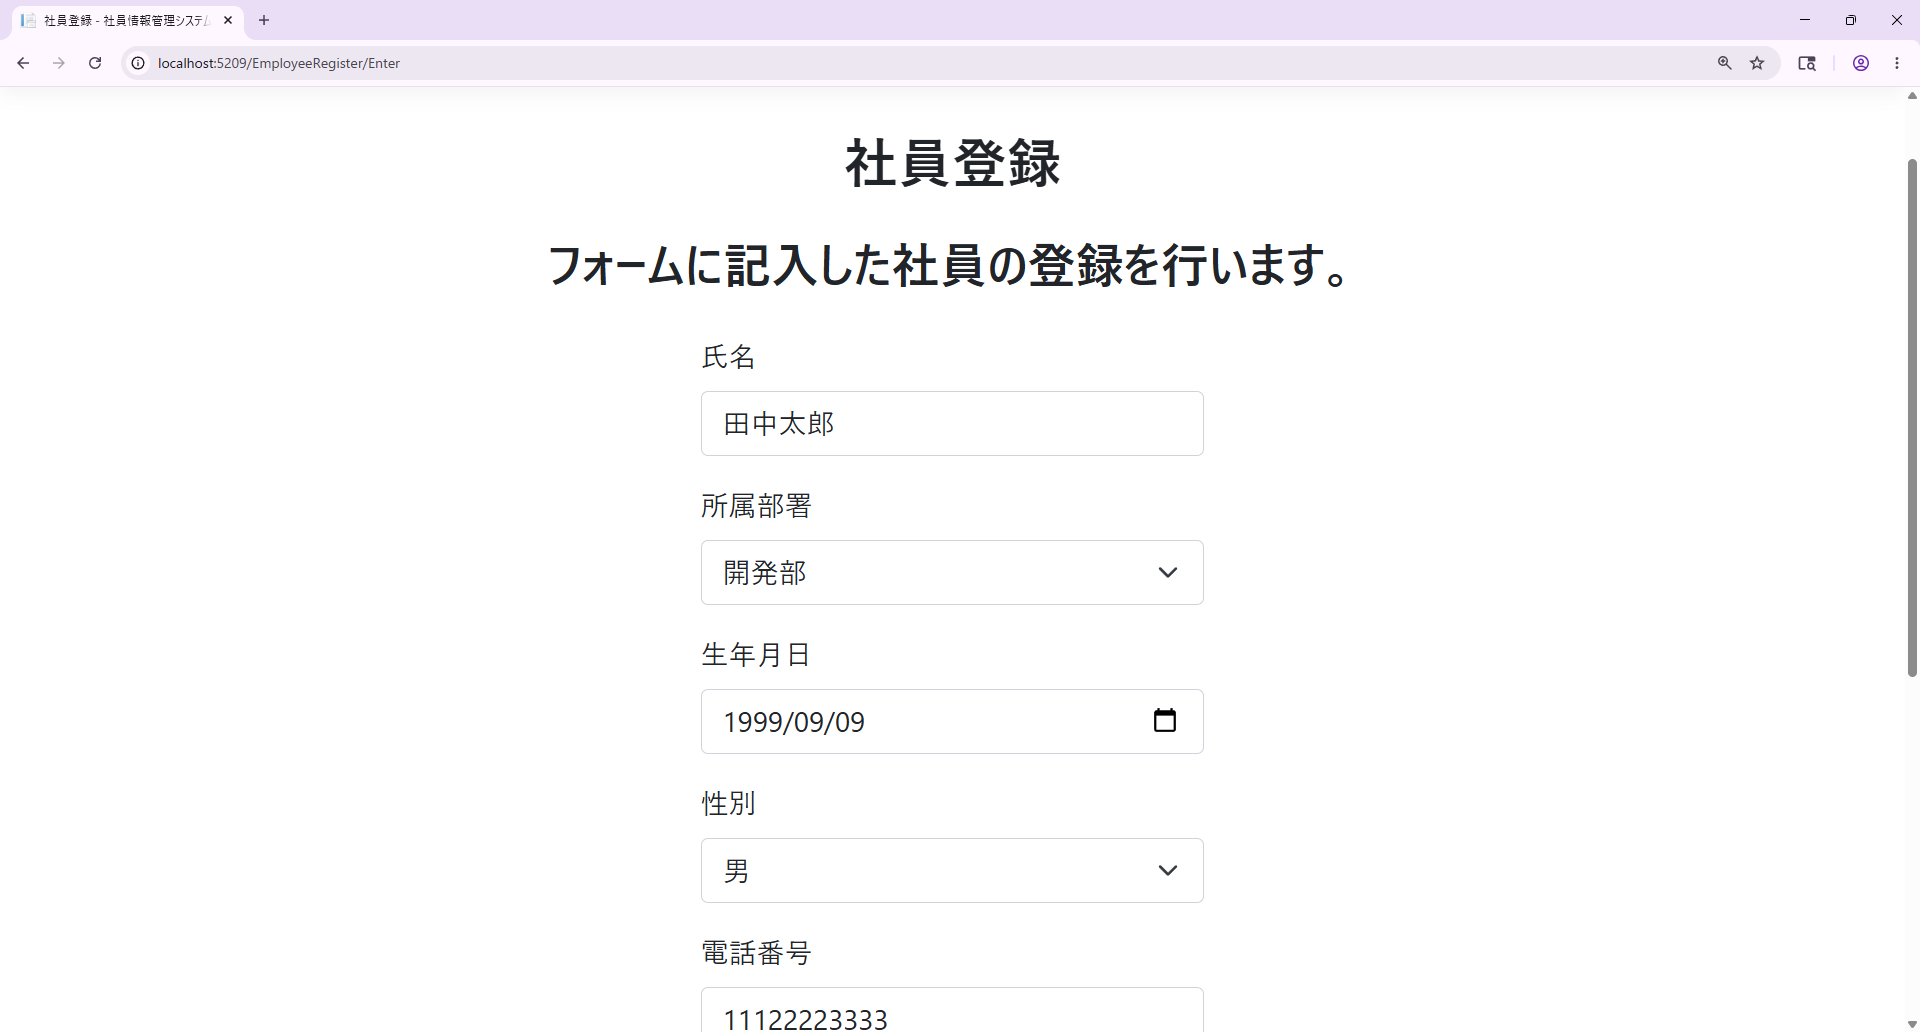 社員登録 - 社員情報管理システム
localhost:5209/EmployeeRegister/Enter
社員登録
フォームに記入した社員の登録を行います。
氏名
田中太郎
所属部署
開発部
生年月日
1999/09/09
性別
男
電話番号
11122223333